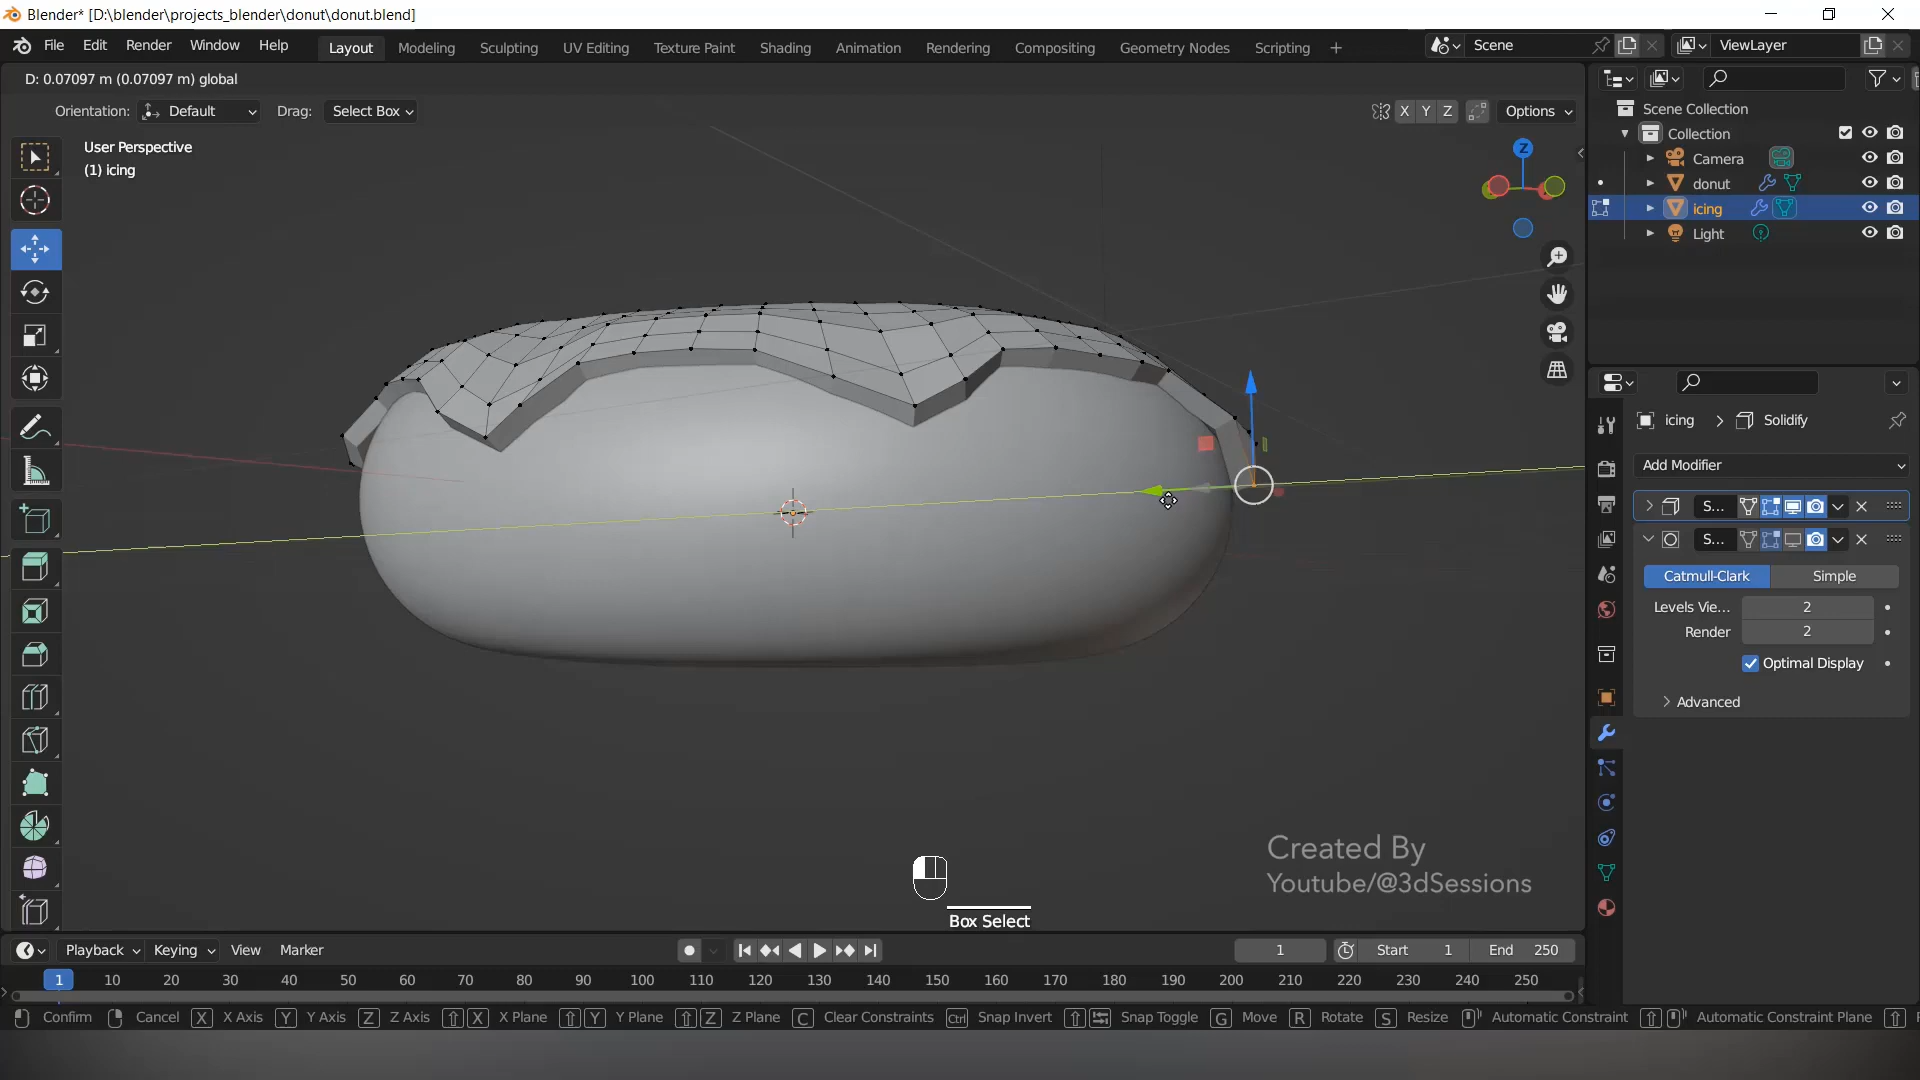 Blender* [D:\blender\projects_blender\donut\donut.blend]
File Edit Render Window Help Layout Modeling Sculpting UV Editing Texture Paint Shading Animation Rendering Compositing Geometry Nodes Scripting + Scene ViewLayer
D: 0.07097 m (0.07097 m) global
Orientation: Default Drag: Select Box X Y Z Options
User Perspective
(1) icing
Z
Scene Collection
Collection
Camera
donut
icing
Light
icing > Solidify
Add Modifier
S...
S...
Catmull-Clark Simple
Levels Vie... 2
Render 2
Optimal Display
Advanced
Created By
Youtube/@3dSessions
Box Select
Playback Keying View Marker 1 Start 1 End 250
1 10 20 30 40 50 60 70 80 90 100 110 120 130 140 150 160 170 180 190 200 210 220 230 240 250
Confirm Cancel X X Axis Y Y Axis Z Z Axis X X Plane Y Y Plane Z Z Plane C Clear Constraints Ctrl Snap Invert Snap Toggle G Move R Rotate S Resize Automatic Constraint Automatic Constraint Plane